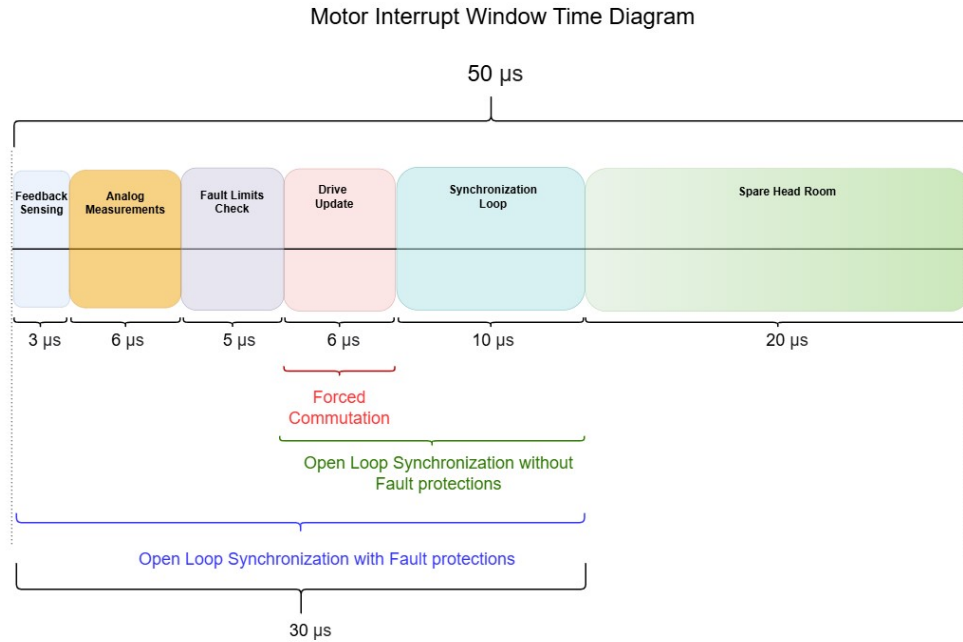 Motor Interrupt Window Time Diagram
50 µs
Feedback
Sensing
Analog
Measurements
Fault Limits
Check
Drive
Update
Synchronization
Loop
Spare Head Room
3 µs
6 µs
5 µs
6 µs
10 µs
20 µs
Forced
Commutation
Open Loop Synchronization without
Fault protections
Open Loop Synchronization with Fault protections
30 µs